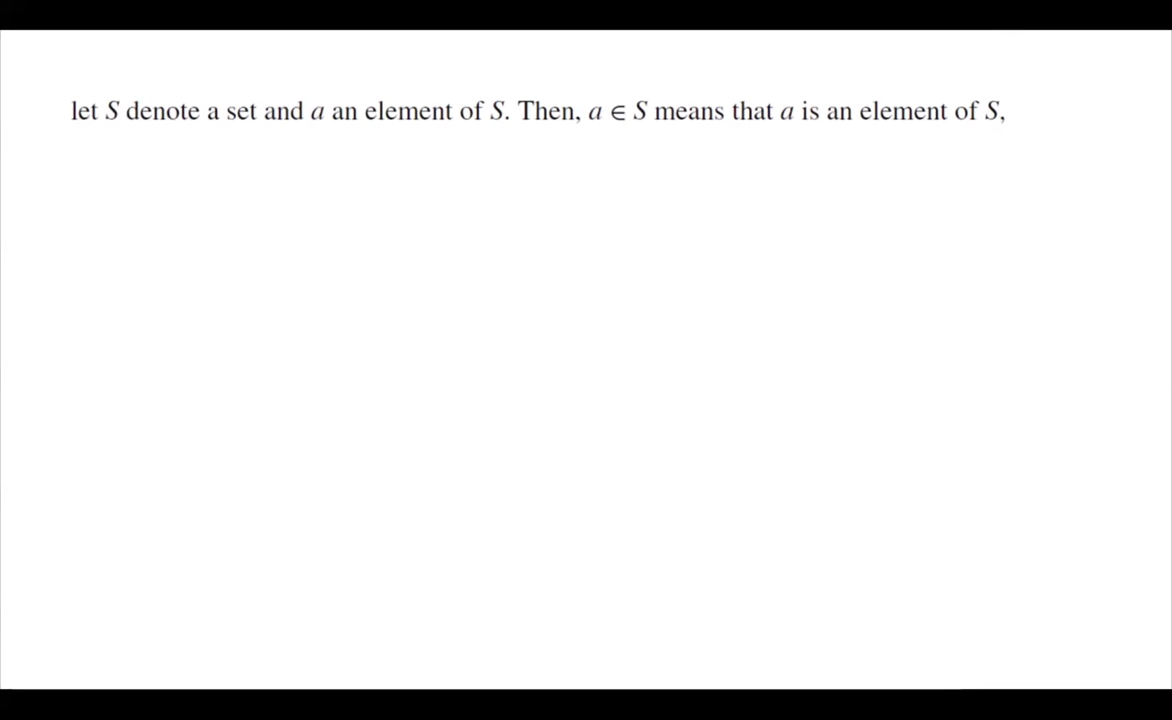 let S denote a set and a an element of S. Then, a ∈ S means that a is an element of S,